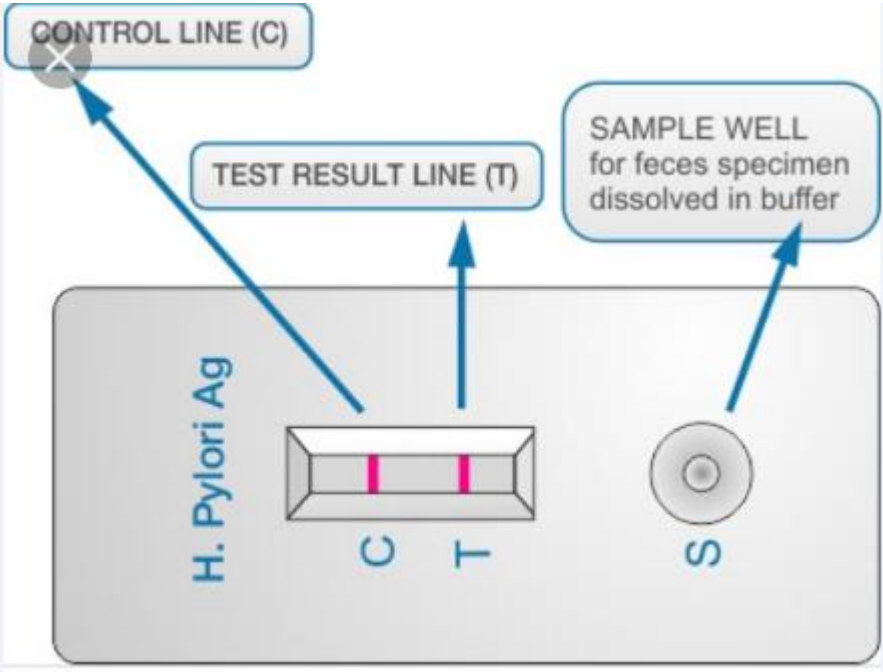 CONTROL LINE (C)
TEST RESULT LINE (T)
SAMPLE WELL
for feces specimen
dissolved in buffer
H. Pylori Ag
C
T
S